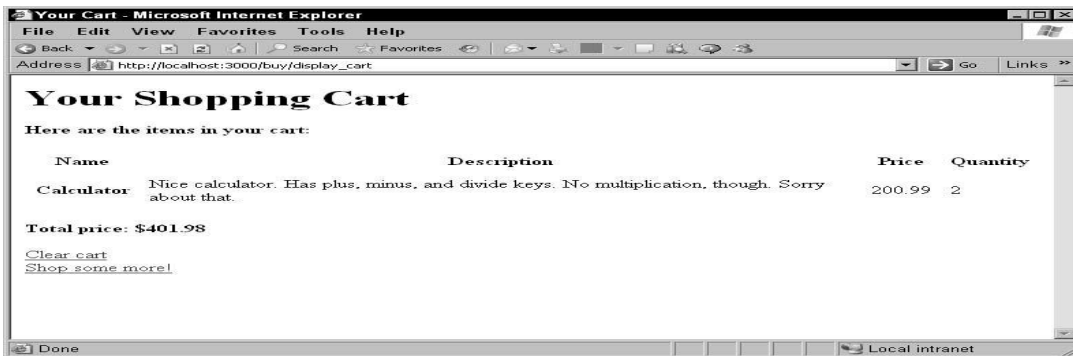 Your Cart - Microsoft Internet Explorer
File Edit View Favorites Tools Help
Back Search Favorites
Address http://localhost:3000/buy/display_cart Go Links »
Your Shopping Cart
Here are the items in your cart:
Name Description Price Quantity
Calculator Nice calculator. Has plus, minus, and divide keys. No multiplication, though. Sorry 200.99 2
about that.
Total price: $401.98
Clear cart
Shop some more!
Done Local intranet